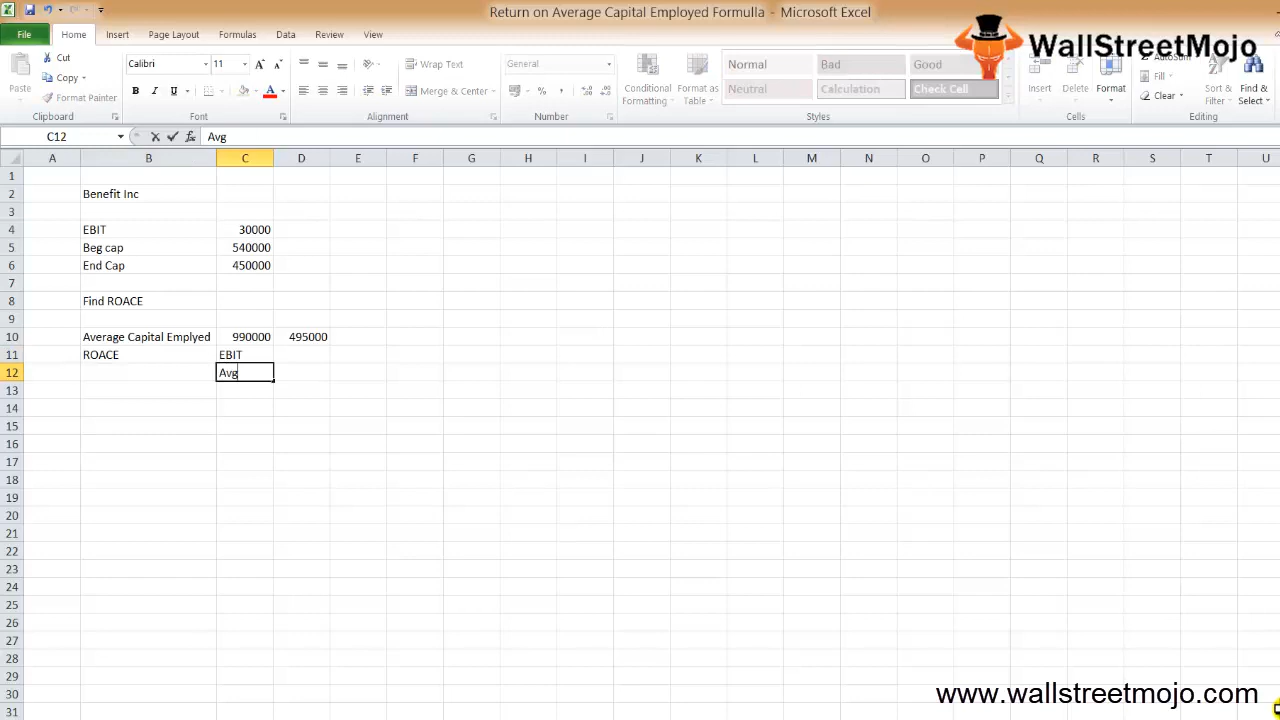 Return on Average Capital Employed Formulla - Microsoft Excel
WallStreetMojo
File Home Insert Page Layout Formulas Data Review View
Cut
Copy
Format Painter
Paste
Clipboard
Calibri 11
B I U
Font
Wrap Text
Merge & Center
Alignment
General
Number
Conditional Formatting
Format as Table
Normal Bad Good
Neutral Calculation Check Cell
Styles
Insert Delete Format
Cells
AutoSum
Fill
Clear
Sort & Filter
Find & Select
Editing
C12 fx Avg
A B C D E F G H I J K L M N O P Q R S T U
1
2 Benefit Inc
3
4 EBIT 30000
5 Beg cap 540000
6 End Cap 450000
7
8 Find ROACE
9
10 Average Capital Emplyed 990000 495000
11 ROACE EBIT
12 Avg
13
14
15
16
17
18
19
20
21
22
23
24
25
26
27
28
29
30
31
www.wallstreetmojo.com